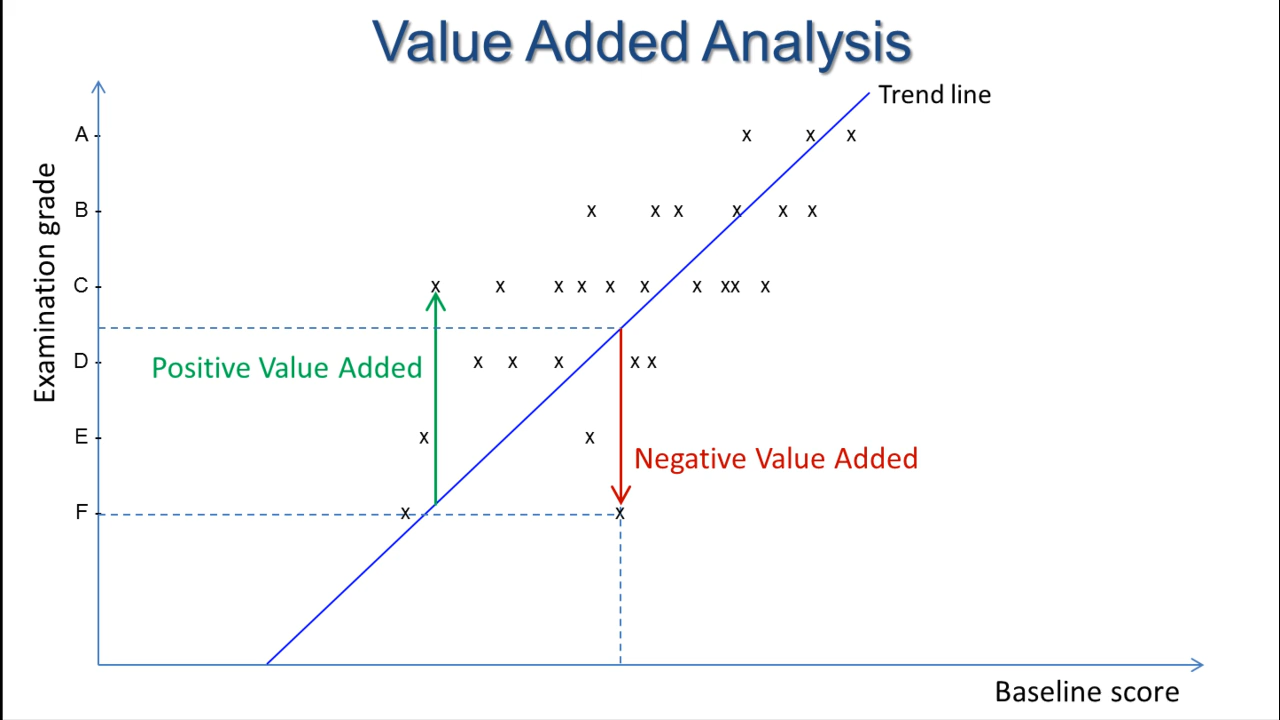 Value Added Analysis
Trend line
A
B
C
D
E
F
Examination grade
Positive Value Added
Negative Value Added
Baseline score